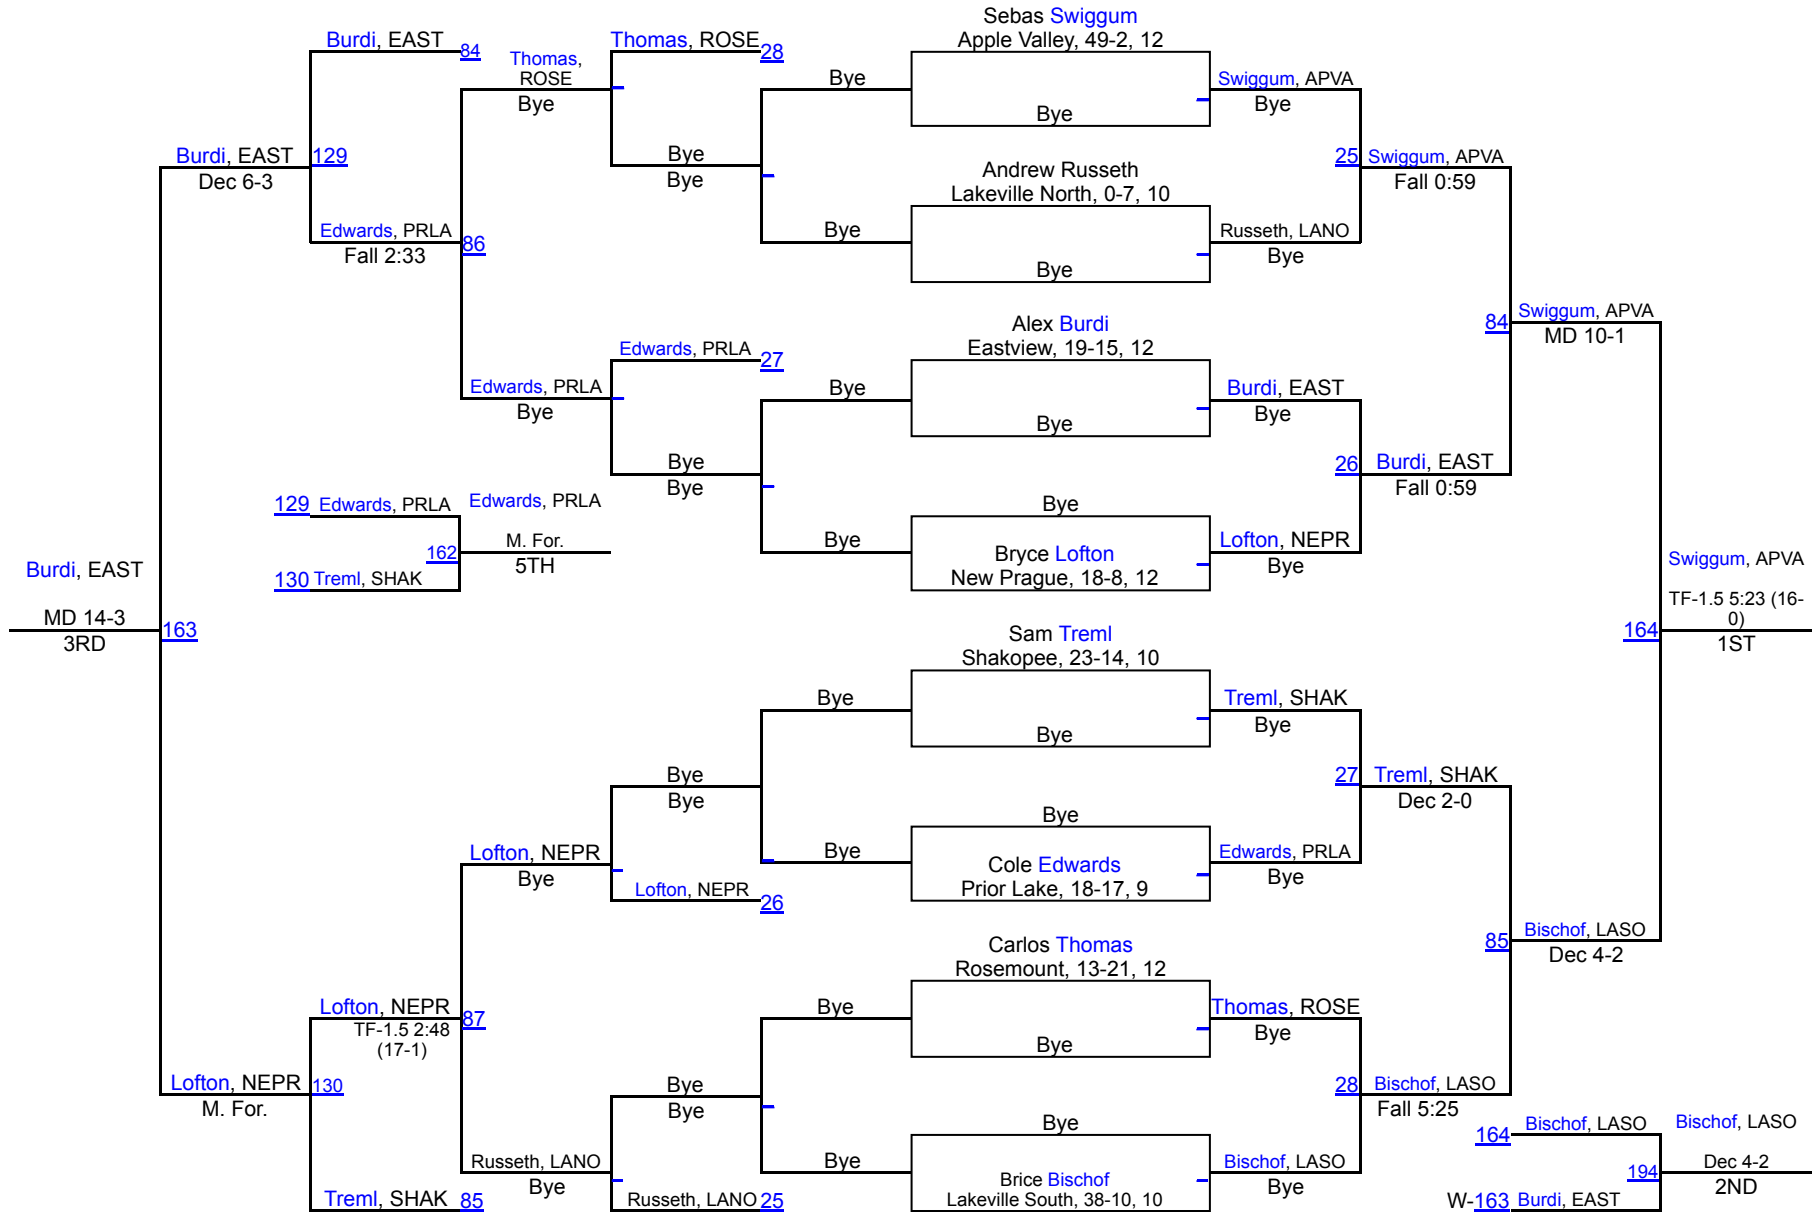 Sebas Swiggum
Apple Valley, 49-2, 12
Burdi, EAST
84
Thomas, ROSE
28
Thomas,
ROSE
Bye
Bye
Bye
Swiggum, APVA
Bye
Burdi, EAST
129
Dec 6-3
Bye
Bye
Andrew Russeth
Lakeville North, 0-7, 10
25
Swiggum, APVA
Fall 0:59
Edwards, PRLA
86
Fall 2:33
Bye
Bye
Russeth, LANO
Bye
Alex Burdi
Eastview, 19-15, 12
84
Swiggum, APVA
MD 10-1
Edwards, PRLA
27
Edwards, PRLA
Bye
Bye
Bye
Burdi, EAST
Bye
Bye
Bye
26
Burdi, EAST
Fall 0:59
129
Edwards, PRLA
Edwards, PRLA
Bye
162
M. For.
5TH
Bye
Bryce Lofton
New Prague, 18-8, 12
Lofton, NEPR
Bye
130
Treml, SHAK
Burdi, EAST
MD 14-3
163
3RD
Swiggum, APVA
TF-1.5 5:23 (16-
0)
164
1ST
Sam Treml
Shakopee, 23-14, 10
Bye
Bye
Treml, SHAK
Bye
Bye
Bye
27
Treml, SHAK
Dec 2-0
Lofton, NEPR
Bye
Bye
Bye
Cole Edwards
Prior Lake, 18-17, 9
Edwards, PRLA
Bye
Lofton, NEPR
26
Carlos Thomas
Rosemount, 13-21, 12
85
Bischof, LASO
Dec 4-2
Lofton, NEPR
87
TF-1.5 2:48
(17-1)
Bye
Bye
Thomas, ROSE
Bye
Lofton, NEPR
130
M. For.
Bye
Bye
28
Bischof, LASO
Fall 5:25
Bye
Russeth, LANO
Bye
Bye
Brice Bischof
Lakeville South, 38-10, 10
Bischof, LASO
Bye
164
Bischof, LASO
Bischof, LASO
194
Dec 4-2
2ND
Treml, SHAK
85
Russeth, LANO
25
W-163
Burdi, EAST